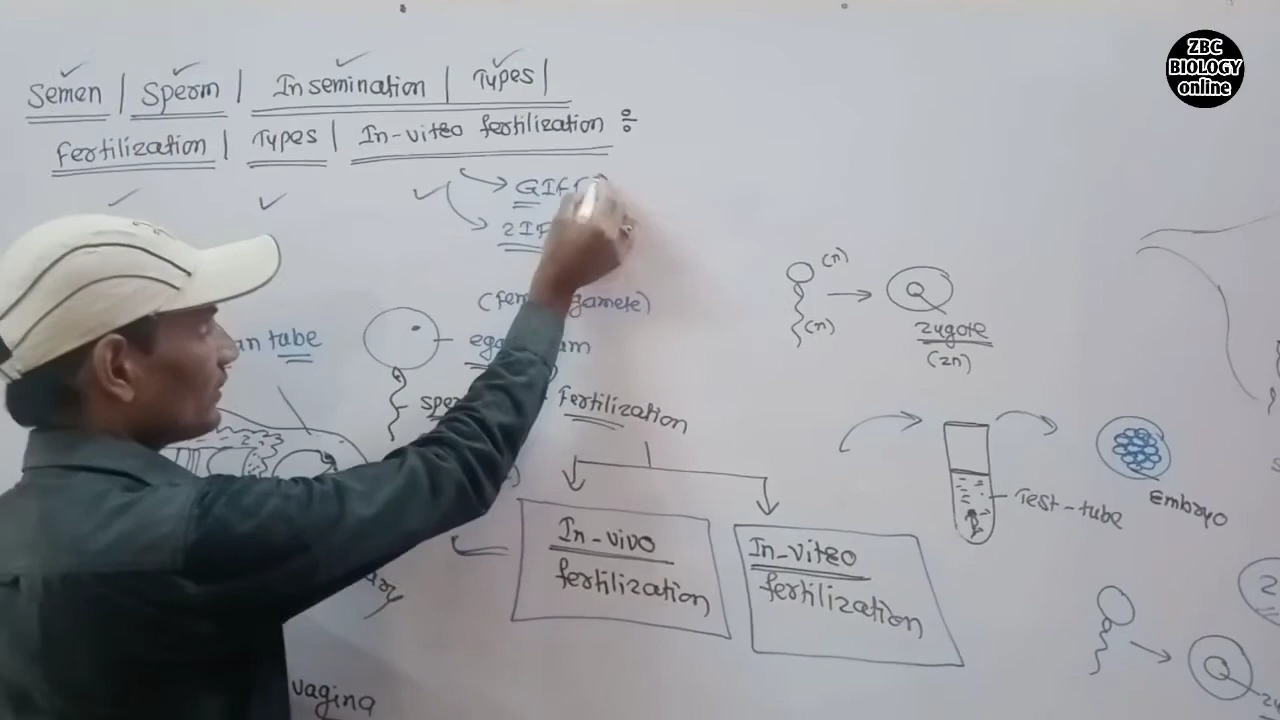 ZBC
BIOLOGY
online
Semen | Sperm | Insemination | Types |
Fertilization | Types | In-vitro fertilization :
tube
gamete)
Fertilization
In-vivo
fertilization
In-vitro
fertilization
(n)
(n)
Zygote
(2n)
Test-tube
Embryo
vagina